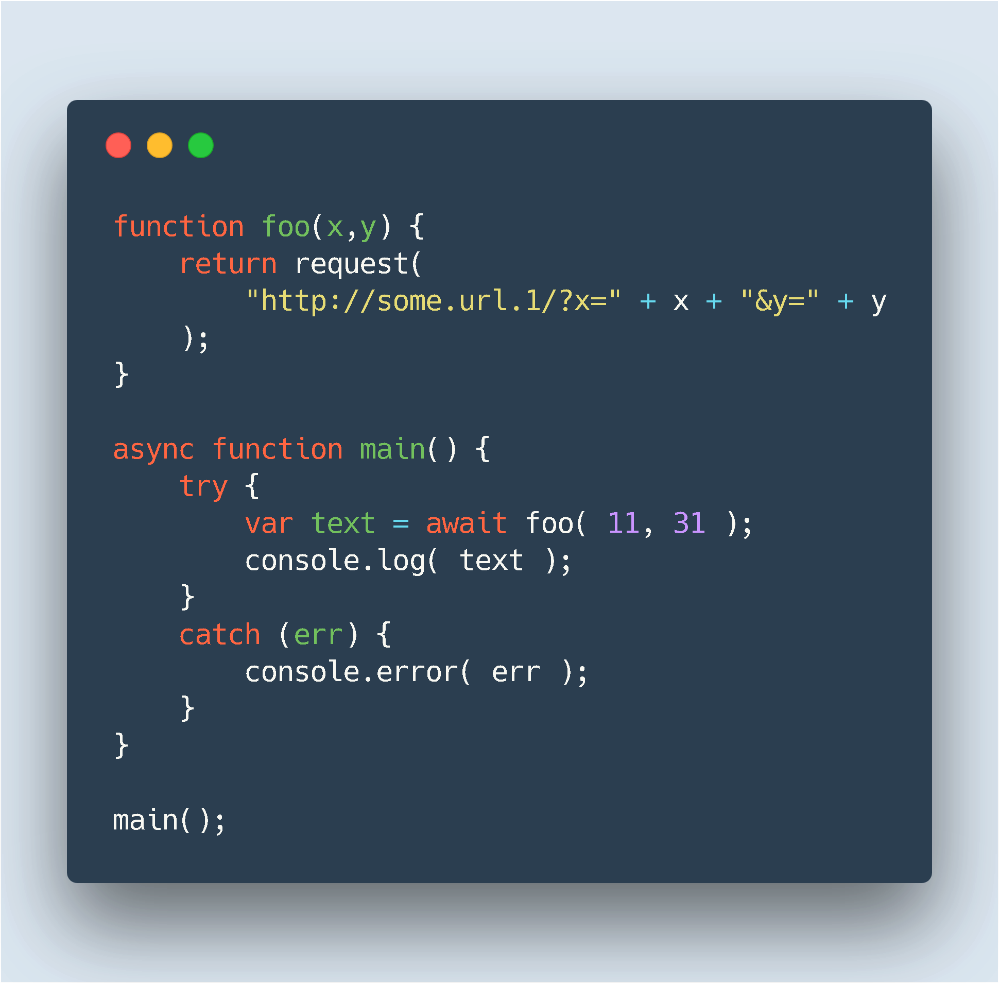 function foo(x,y) {
    return request(
        "http://some.url.1/?x=" + x + "&y=" + y
    );
}

async function main() {
    try {
        var text = await foo( 11, 31 );
        console.log( text );
    }
    catch (err) {
        console.error( err );
    }
}

main();